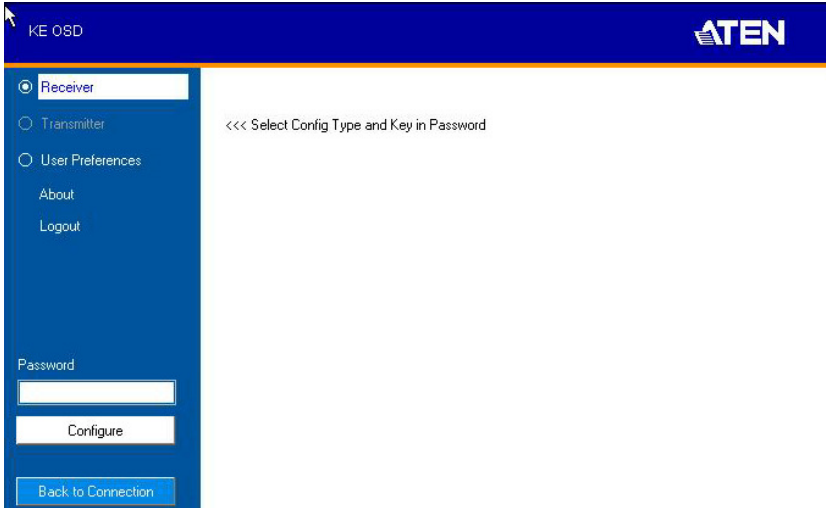 KE OSD
ATEN
Receiver
Transmitter
<<< Select Config Type and Key in Password
User Preferences
About
Logout
Password
Configure
Back to Connection